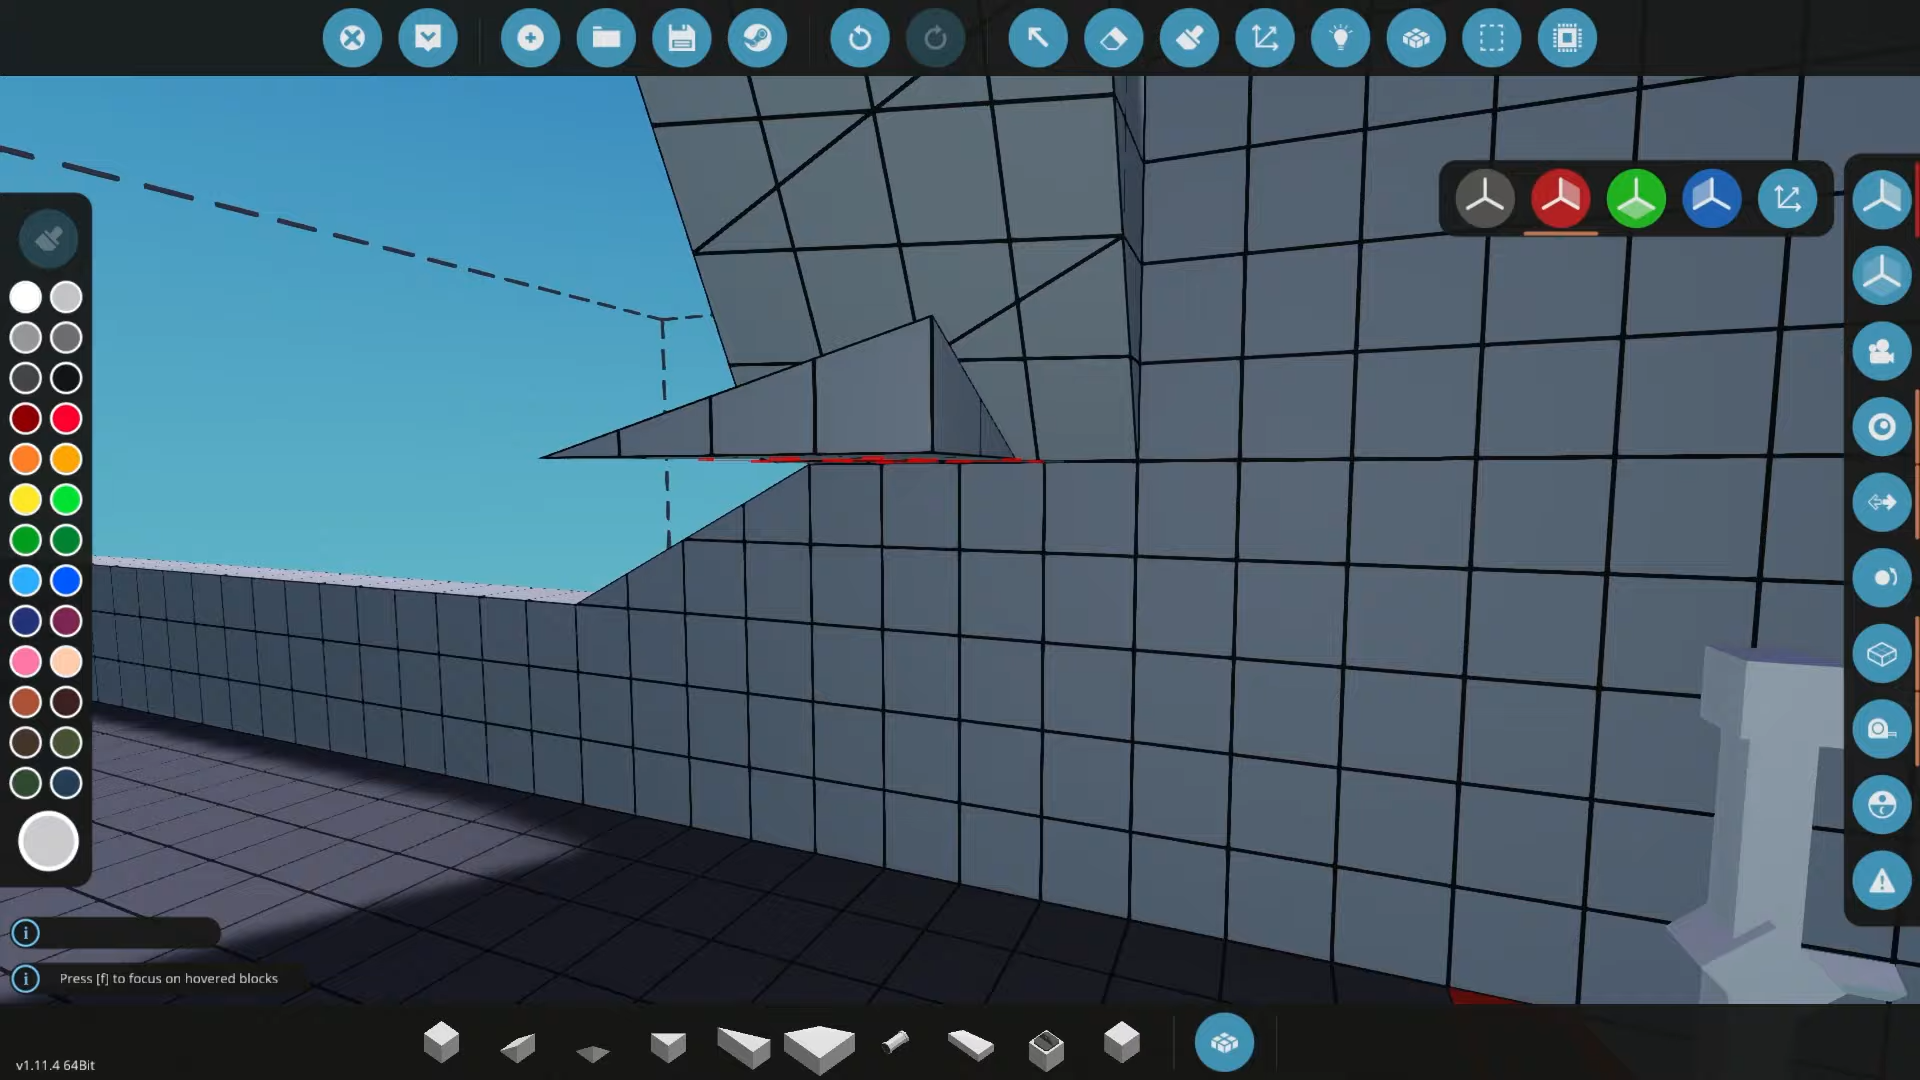 Press [f] to focus on hovered blocks
v1.11.4 64Bit